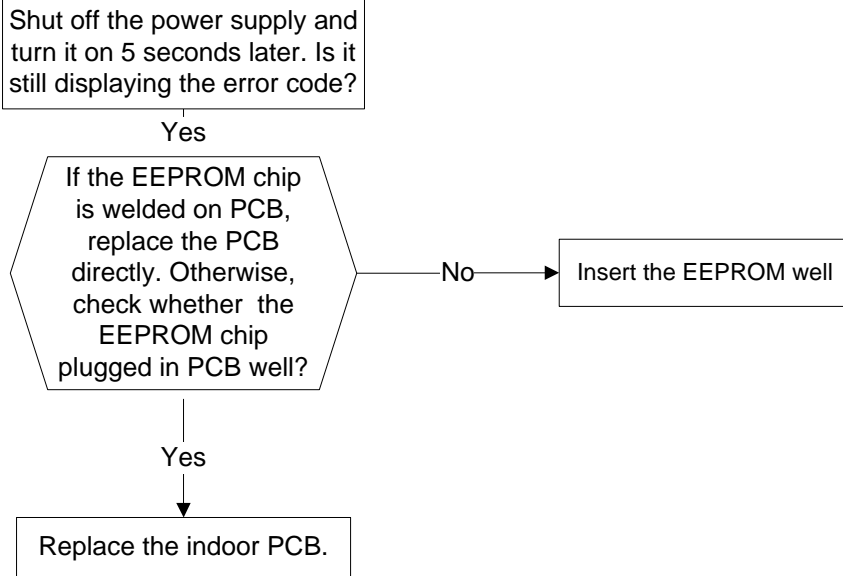 Shut off the power supply and
turn it on 5 seconds later. Is it
still displaying the error code?
Yes
If the EEPROM chip
is welded on PCB,
replace the PCB
directly. Otherwise,
check whether the
EEPROM chip
plugged in PCB well?
No
Insert the EEPROM well
Yes
Replace the indoor PCB.